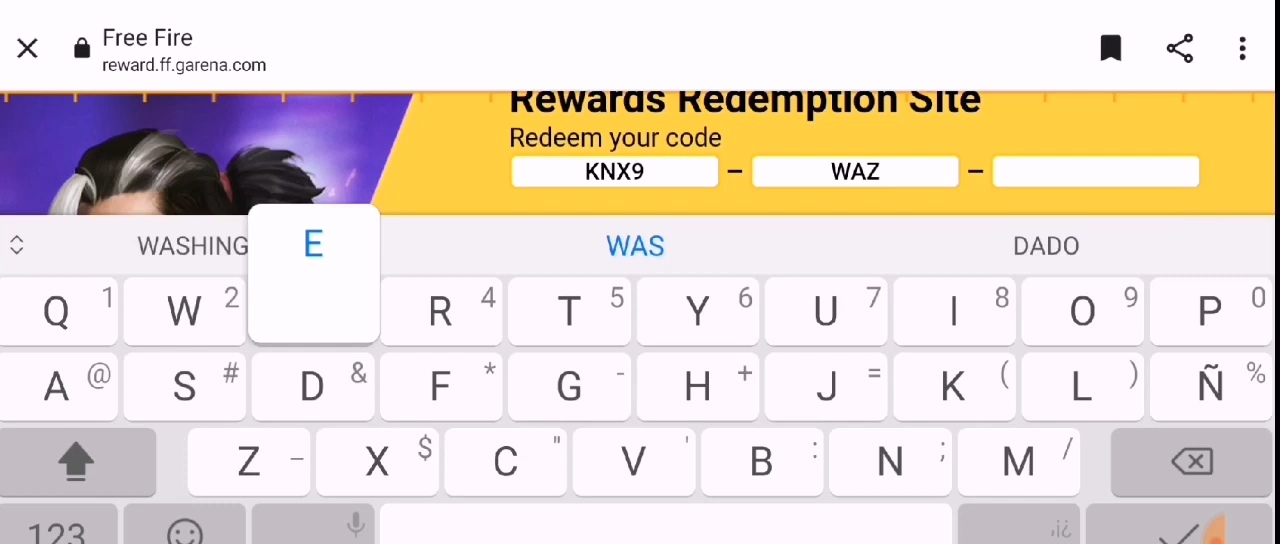 Free Fire
reward.ff.garena.com
Rewards Redemption Site
Redeem your code
KNX9 – WAZ –
WASHING E WAS DADO
Q 1 W 2 R 4 T 5 Y 6 U 7 I 8 O 9 P 0
A @ S # D & F * G - H + J = K ( L ) Ñ %
Z _ X $ C " V ' B : N ; M /
123 ,¡¿